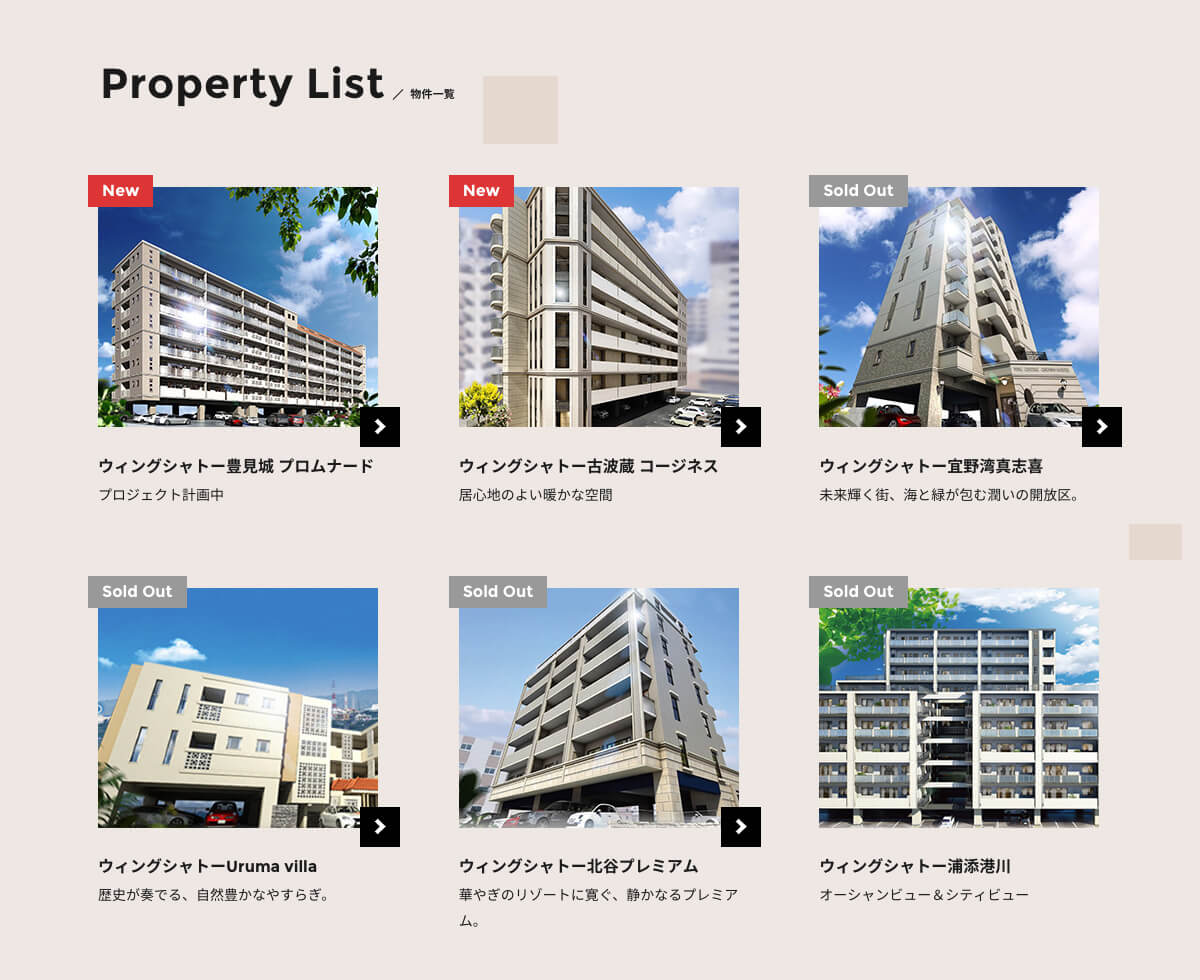 Property List ／ 物件一覧
New
New
Sold Out
ウィングシャトー豊見城 プロムナード
プロジェクト計画中
ウィングシャトー古波蔵 コージネス
居心地のよい暖かな空間
ウィングシャトー宜野湾真志喜
未来輝く街、海と緑が包む潤いの開放区。
Sold Out
Sold Out
Sold Out
ウィングシャトーUruma villa
歴史が奏でる、自然豊かなやすらぎ。
ウィングシャトー北谷プレミアム
華やぎのリゾートに寛ぐ、静かなるプレミア
ム。
ウィングシャトー浦添港川
オーシャンビュー＆シティビュー